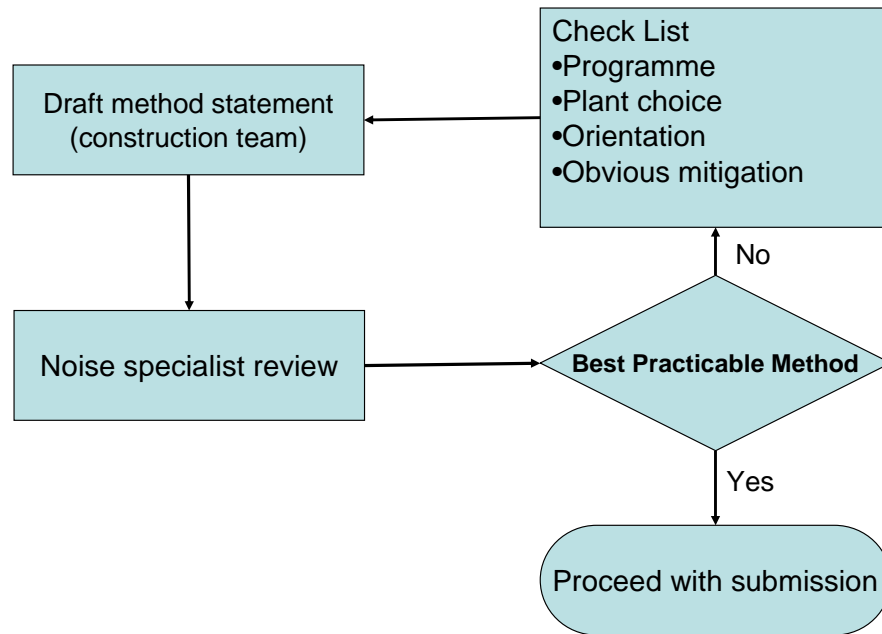 Check List
•Programme
•Plant choice
•Orientation
•Obvious mitigation
Draft method statement
(construction team)
No
Noise specialist review
Best Practicable Method
Yes
Proceed with submission